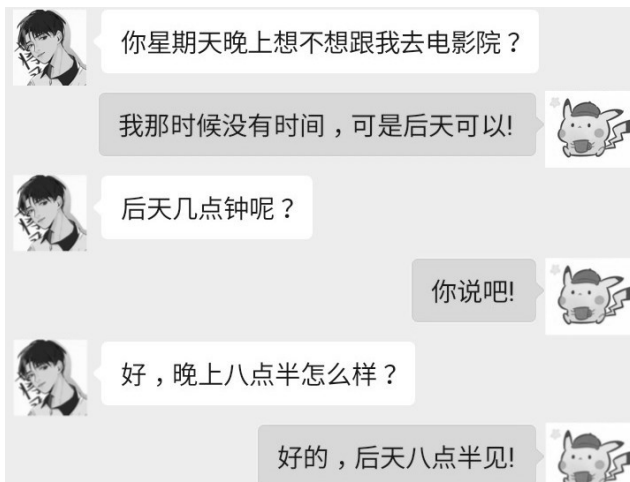 你星期天晚上想不想跟我去电影院？
我那时候没有时间，可是后天可以!
后天几点钟呢？
你说吧!
好，晚上八点半怎么样？
好的，后天八点半见!